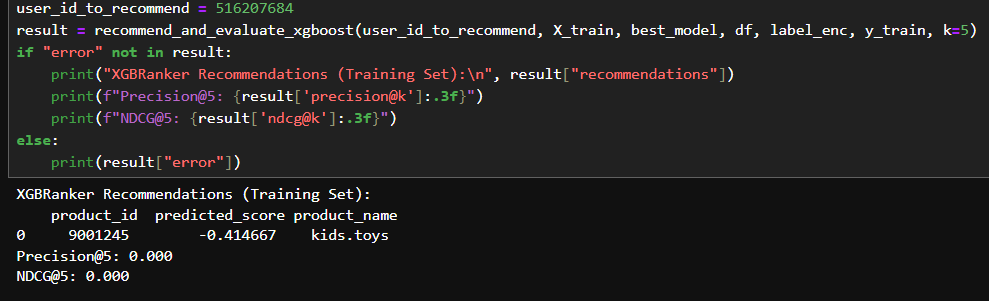 user_id_to_recommend = 516207684
result = recommend_and_evaluate_xgboost(user_id_to_recommend, X_train, best_model, df, label_enc, y_train, k=5)
if "error" not in result:
    print("XGBRanker Recommendations (Training Set):\n", result["recommendations"])
    print(f"Precision@5: {result['precision@k']:.3f}")
    print(f"NDCG@5: {result['ndcg@k']:.3f}")
else:
    print(result["error"])
XGBRanker Recommendations (Training Set):
    product_id  predicted_score product_name
0     9001245        -0.414667    kids.toys
Precision@5: 0.000
NDCG@5: 0.000